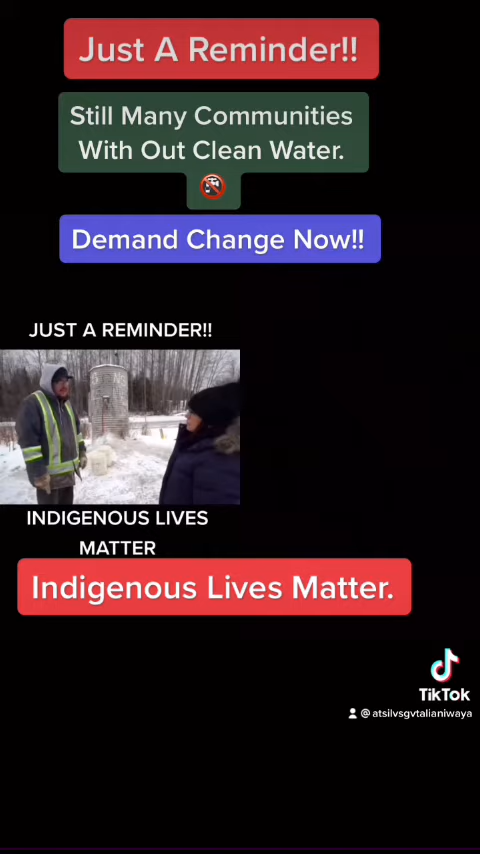 Just A Reminder!!
Still Many Communities
With Out Clean Water.
🚱
Demand Change Now!!
JUST A REMINDER!!
INDIGENOUS LIVES
MATTER
Indigenous Lives Matter.
TikTok
@ atsilvsgvtalianiwaya